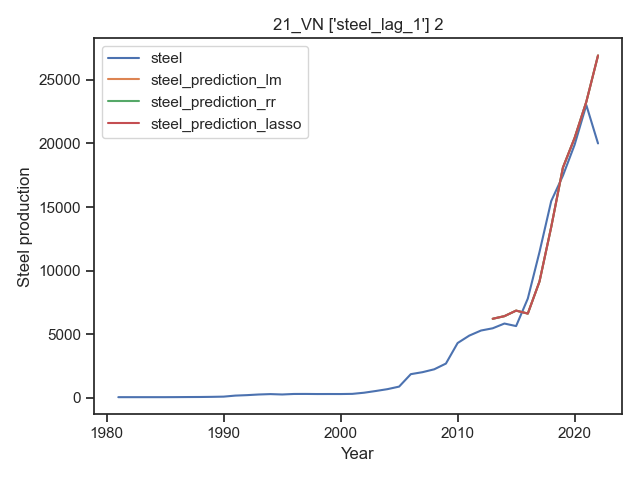 21_VN ['steel_lag_1'] 2
steel
steel_prediction_lm
steel_prediction_rr
steel_prediction_lasso
25000
20000
15000
10000
5000
0
Steel production
1980 1990 2000 2010 2020
Year